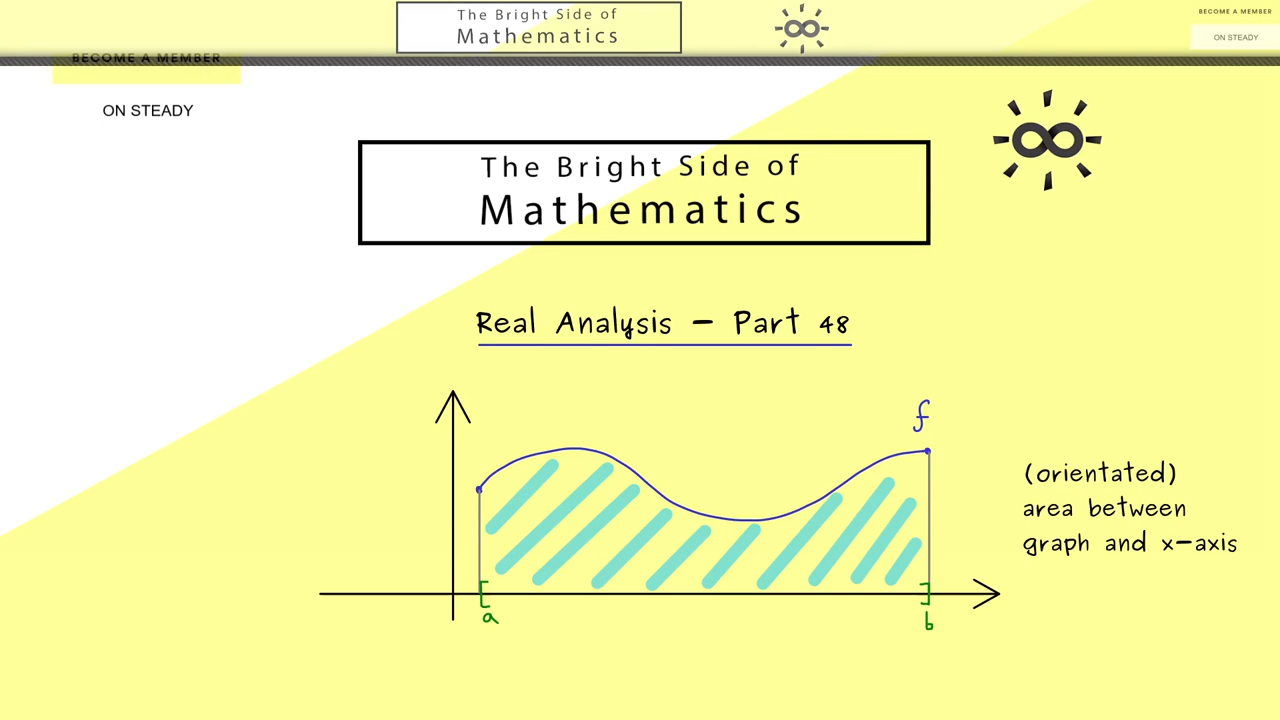 The Bright Side of
Mathematics
BECOME A MEMBER
ON STEADY
BECOME A MEMBER
ON STEADY
The Bright Side of
Mathematics
Real Analysis – Part 48
f
(orientated)
area between
graph and x-axis
[ ]
a b